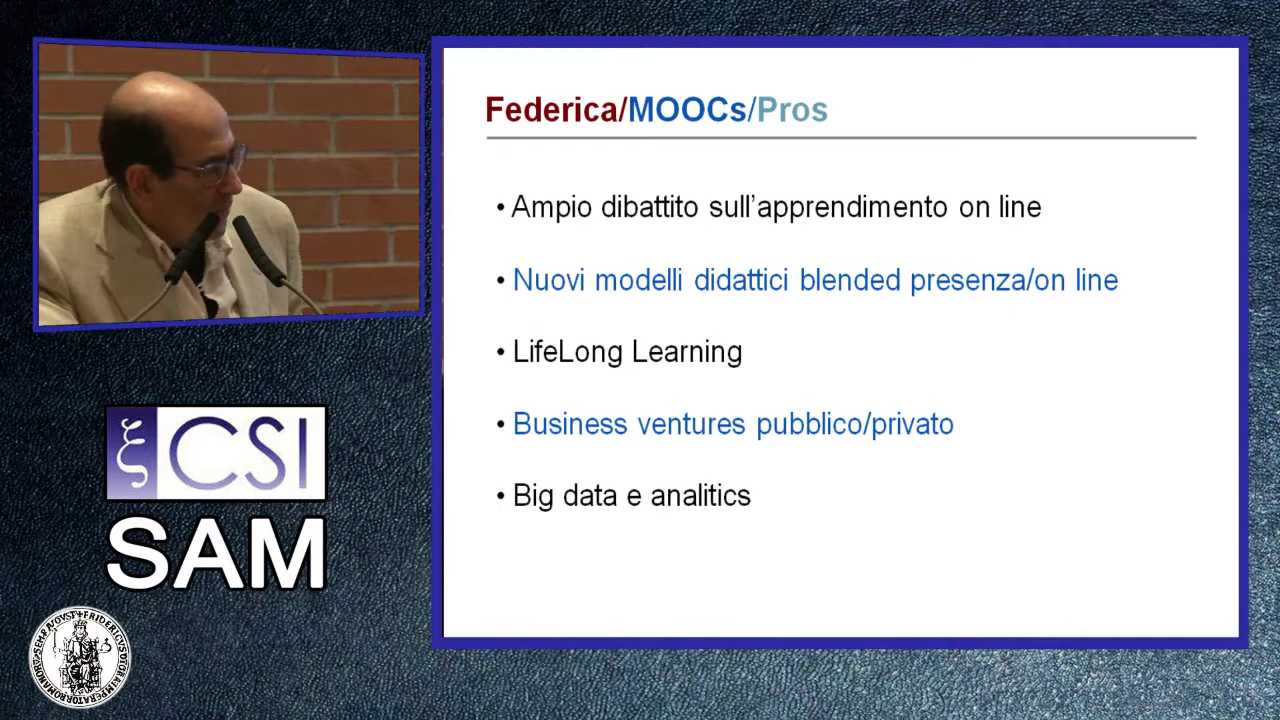 Federica/MOOCs/Pros
• Ampio dibattito sull’apprendimento on line
• Nuovi modelli didattici blended presenza/on line
• LifeLong Learning
• Business ventures pubblico/privato
• Big data e analitics
ξ CSI
SAM